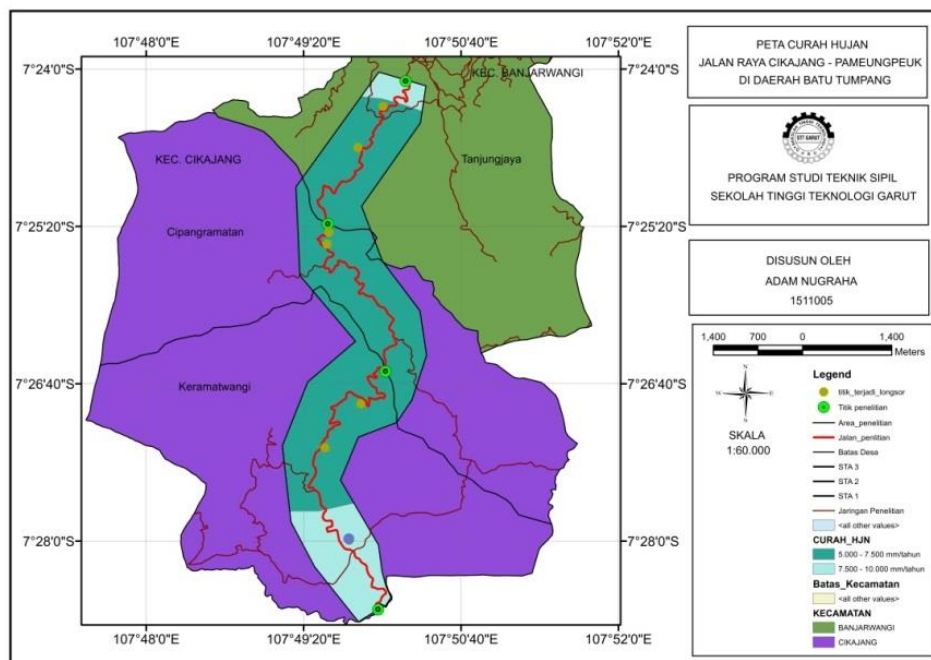 107°48'0"E 107°49'20"E 107°50'40"E 107°52'0"E
7°24'0"S
7°25'20"S
7°26'40"S
7°28'0"S
KEC. BANJARWANGI
KEC. CIKAJANG
Tanjungjaya
Cipangramatan
Keramatwangi
7°24'0"S
7°25'20"S
7°26'40"S
7°28'0"S
107°48'0"E 107°49'20"E 107°50'40"E 107°52'0"E
PETA CURAH HUJAN
JALAN RAYA CIKAJANG - PAMEUNGPEUK
DI DAERAH BATU TUMPANG
STT GARUT
PROGRAM STUDI TEKNIK SIPIL
SEKOLAH TINGGI TEKNOLOGI GARUT
DISUSUN OLEH
ADAM NUGRAHA
1511005
1,400 700 0 1,400
Meters
N
W E
S
SKALA
1:60.000
Legend
titik_terjadi_longsor
Titik penelitian
Area_penelitian
Jalan_penlitian
Batas Desa
STA 3
STA 2
STA 1
Jaringan Penelitian
<all other values>
CURAH_HJN
5.000 - 7.500 mm/tahun
7.500 - 10.000 mm/tahun
Batas_Kecamatan
<all other values>
KECAMATAN
BANJARWANGI
CIKAJANG